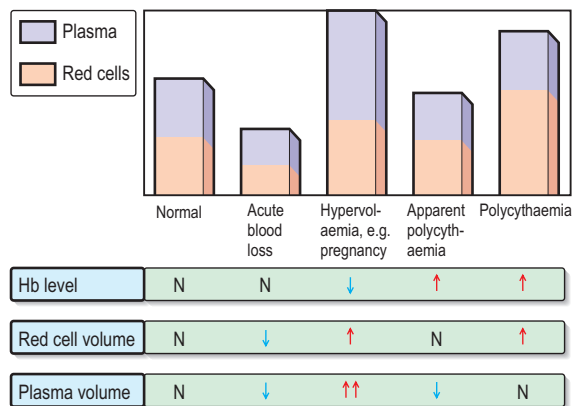 Plasma
Red cells
Normal
Acute
blood
loss
Hypervol-
aemia, e.g.
pregnancy
Apparent
polycyth-
aemia
Polycythaemia
Hb level N N ↓ ↑ ↑
Red cell volume N ↓ ↑ N ↑
Plasma volume N ↓ ↑↑ ↓ N